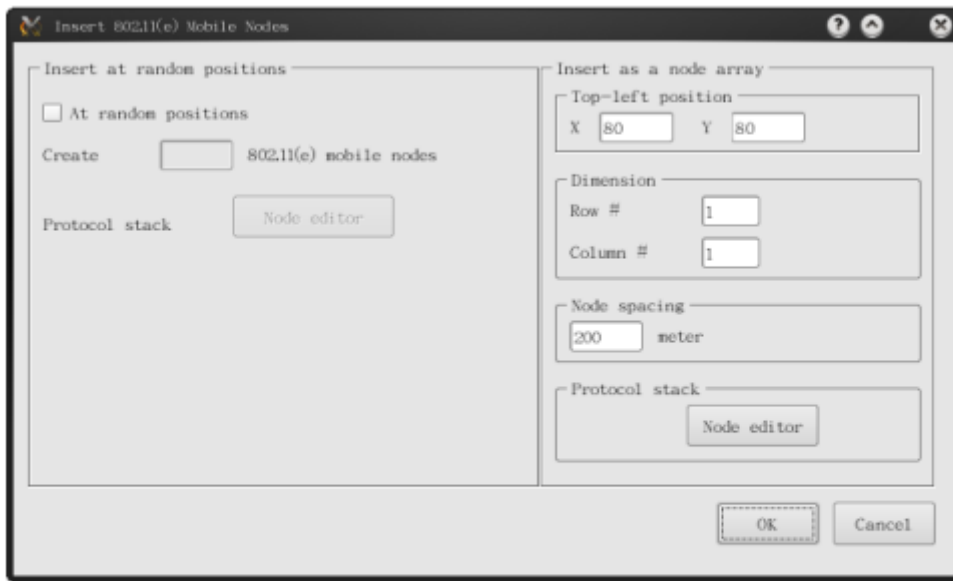 Insert 802.11(e) Mobile Nodes
Insert at random positions
At random positions
Create 802.11(e) mobile nodes
Protocol stack Node editor
Insert as a node array
Top-left position
X 80 Y 80
Dimension
Row # 1
Column # 1
Node spacing
200 meter
Protocol stack
Node editor
OK Cancel